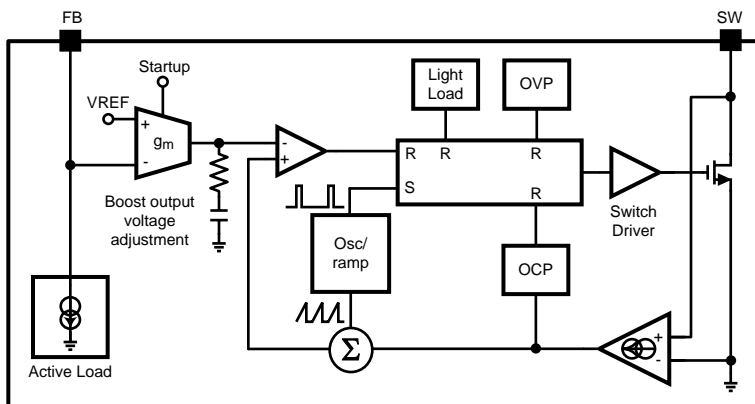 FB
SW
Startup
VREF
+
gm
-
-
+
Light
Load
OVP
R
R
R
S
R
Boost output
voltage
adjustment
Osc/
ramp
OCP
Switch
Driver
Σ
+
-
Active Load